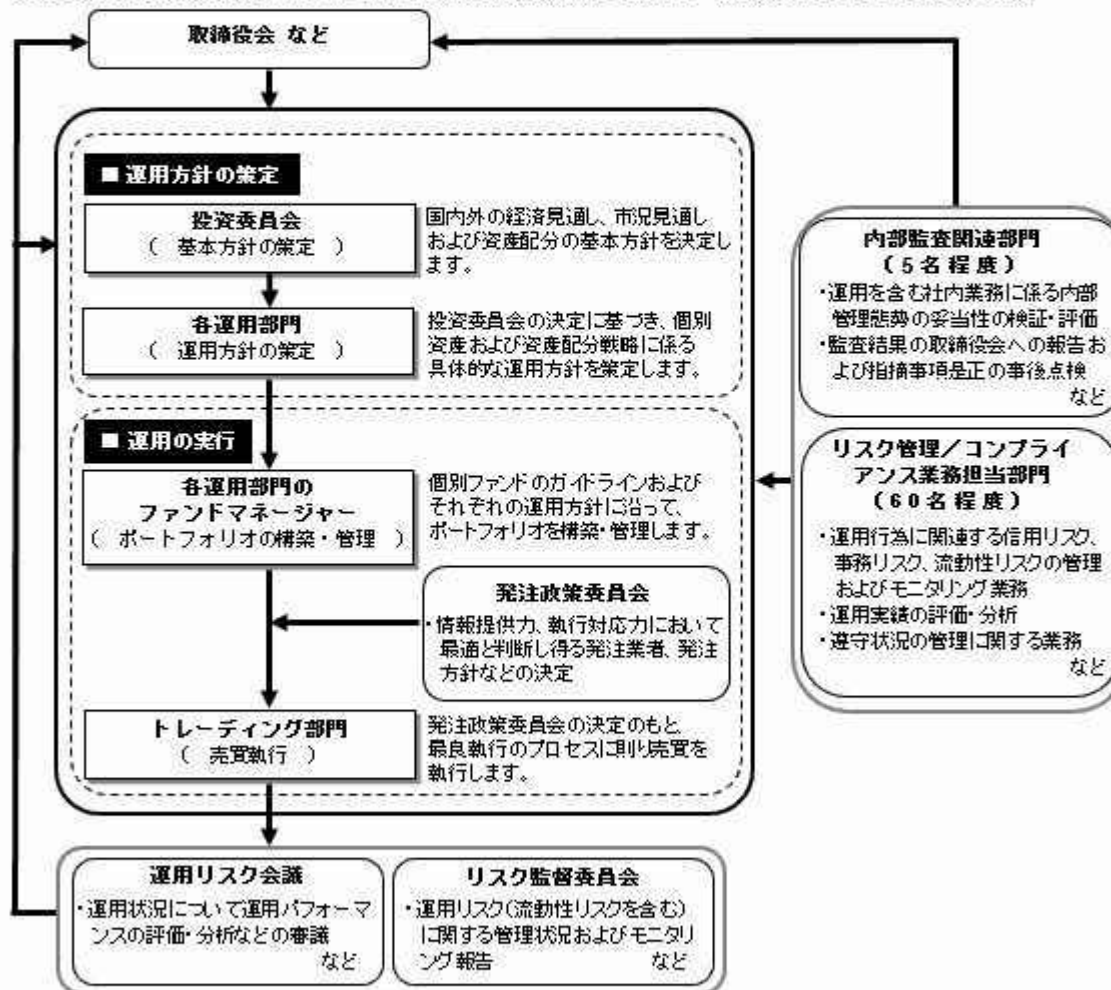 取締役会 など
■ 運用方針の策定
投資委員会
( 基本方針の策定 )
国内外の経済見通し、市況見通し
および資産配分の基本方針を決定し
ます。
各運用部門
( 運用方針の策定 )
投資委員会の決定に基づき、個別
資産および資産配分戦略に係る
具体的な運用方針を策定します。
■ 運用の実行
各運用部門の
ファンドマネージャー
( ポートフォリオの構築・管理 )
個別ファンドのガイドラインおよび
それぞれの運用方針に沿って、
ポートフォリオを構築・管理します。
発注政策委員会
・情報提供力、執行対応力において
最適と判断し得る発注業者、発注
方針などの決定
トレーディング部門
( 売買執行 )
発注政策委員会の決定のもと、
最良執行のプロセスに則り売買を
執行します。
内部監査関連部門
(5名程度)
・運用を含む社内業務に係る内部
管理態勢の妥当性の検証・評価
・監査結果の取締役会への報告お
よび指摘事項是正の事後点検
など
リスク管理/コンプライ
アンス業務担当部門
(60名程度)
・運用行為に関連する信用リスク、
事務リスク、流動性リスクの管理
およびモニタリング業務
・運用実績の評価・分析
・遵守状況の管理に関する業務
など
運用リスク会議
・運用状況について運用パフォーマ
ンスの評価・分析などの審議
など
リスク監督委員会
・運用リスク(流動性リスクを含む)
に関する管理状況およびモニタリ
ング報告 など